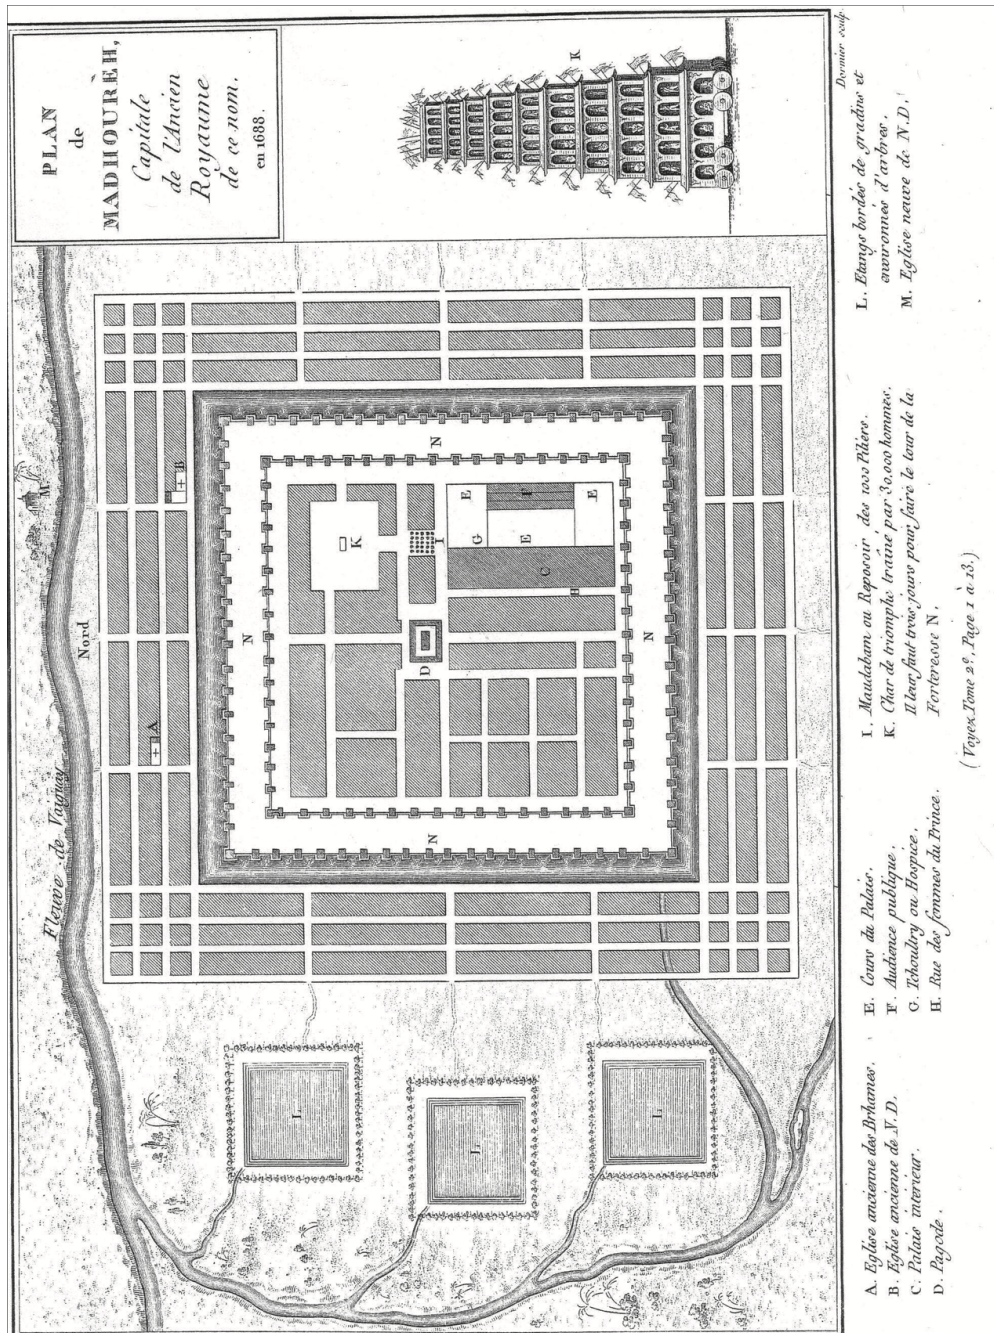 PLAN
de
MADHOURÈH,
Capitale
de l'Ancien
Royaume
de ce nom.
en 1688.
K
Dormier sculp.
Fleuve de Vaignay
Nord
M
A
B
N
N
N
N
K
I
D
E
F
E
E
G
C
H
L
L
L
A. Eglise ancienne des Brhames.
B. Eglise ancienne de N.D.
C. Palais interieur.
D. Pagode.
E. Cours du Palais.
F. Audience publique.
G. Tchoultry ou Hospice.
H. Rue des femmes du Prince.
I. Maudabam ou Reposoir des 1000 Piliers.
K. Char de triomphe traîné par 30,000 hommes.
Il leur faut trois jours pour faire le tour de la
Forteresse N.
L. Etangs bordés de gradins et
environnés d'arbres.
M. Eglise neuve de N.D.
(Voyez Tome 2e, Page 1 à 13.)